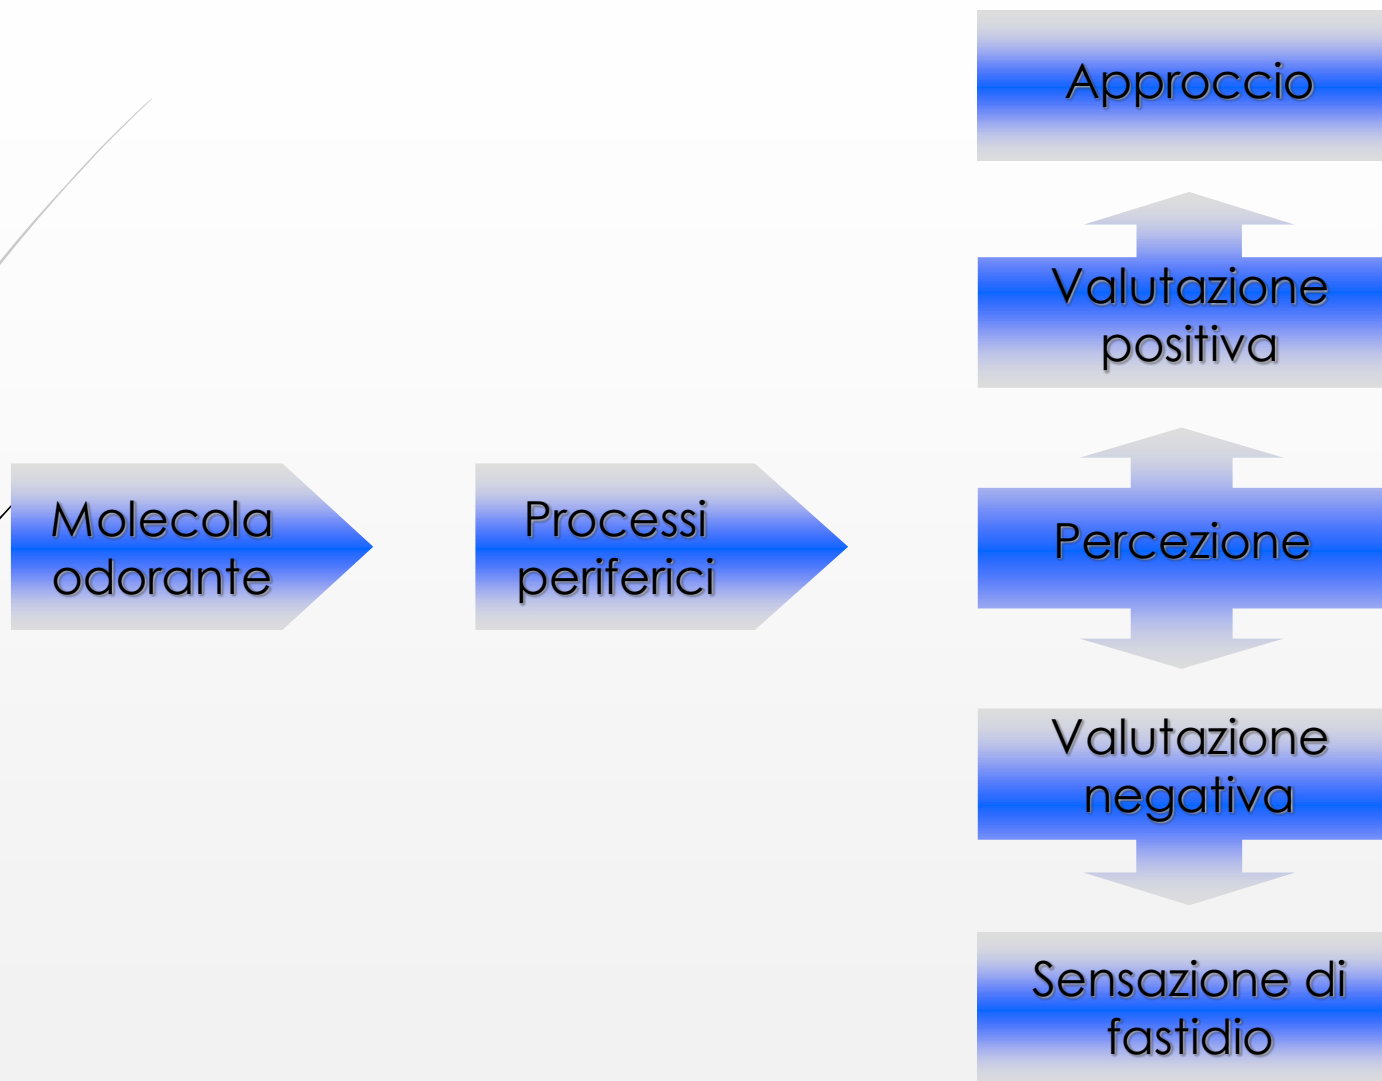 Approccio
Valutazione
positiva
Molecola
odorante
Processi
periferici
Percezione
Valutazione
negativa
Sensazione di
fastidio